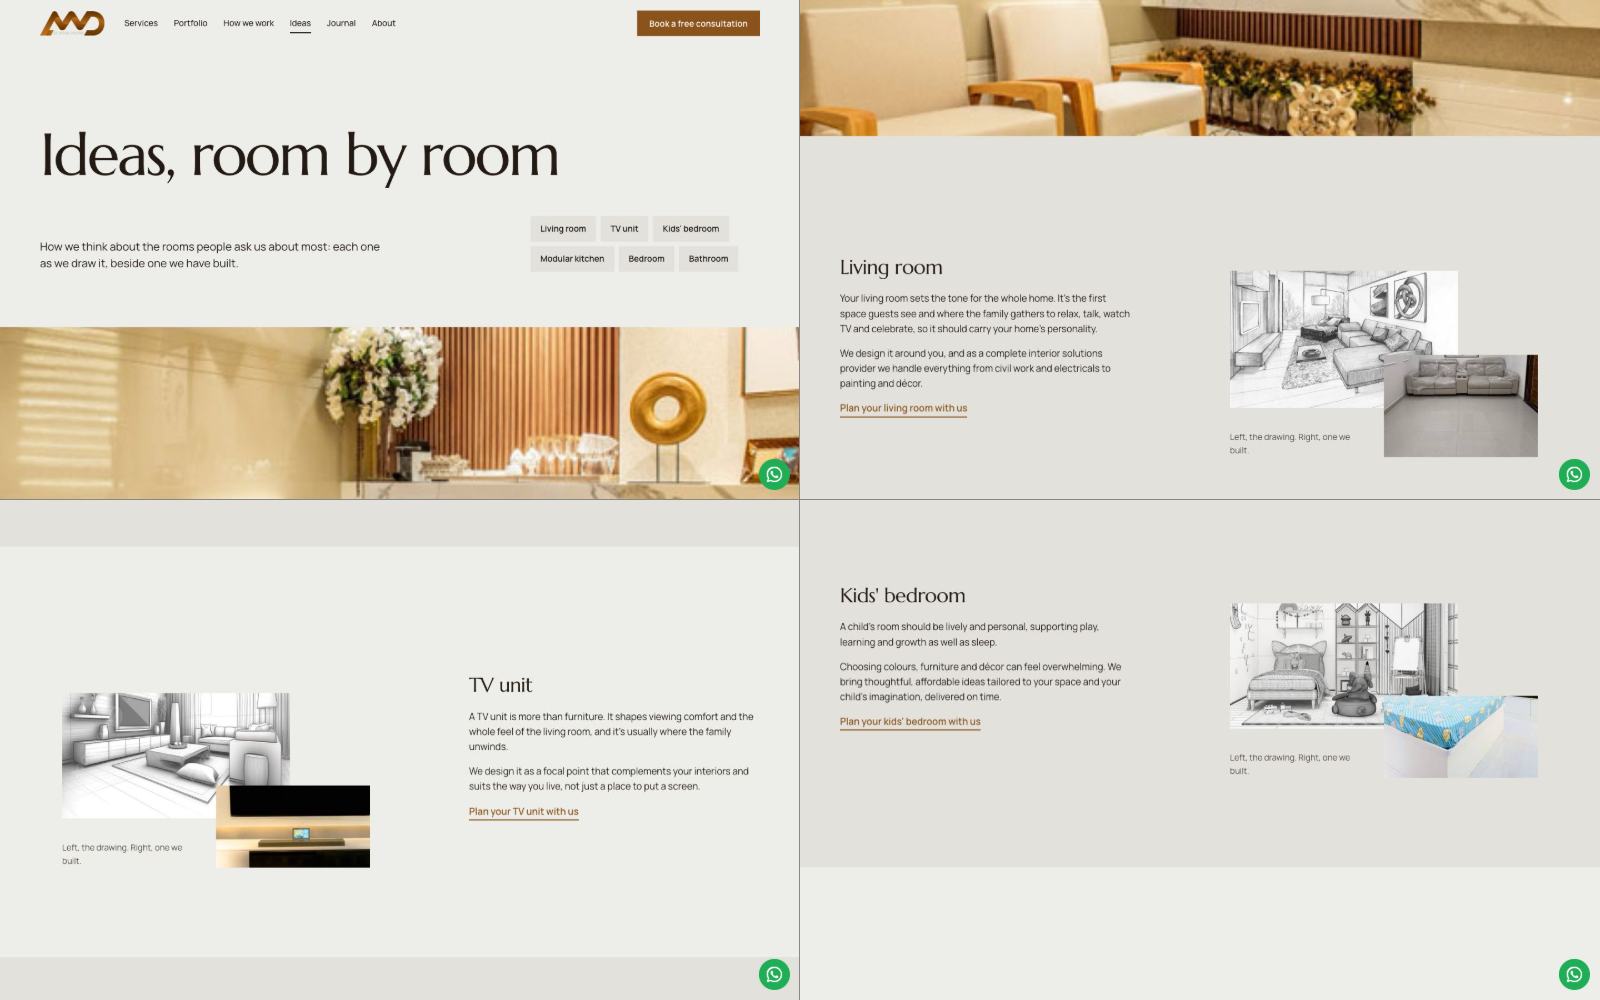 Services
Portfolio
How we work
Ideas
Journal
About
Book a free consultation
Ideas, room by room
How we think about the rooms people ask us about most: each one
as we draw it, beside one we have built.
Living room
TV unit
Kids' bedroom
Modular kitchen
Bedroom
Bathroom
Living room
Your living room sets the tone for the whole home. It's the first
space guests see and where the family gathers to relax, talk, watch
TV and celebrate, so it should carry your home's personality.
We design it around you, and as a complete interior solutions
provider we handle everything from civil work and electricals to
painting and décor.
Plan your living room with us
Left, the drawing. Right, one we
built.
TV unit
A TV unit is more than furniture. It shapes viewing comfort and the
whole feel of the living room, and it's usually where the family
unwinds.
We design it as a focal point that complements your interiors and
suits the way you live, not just a place to put a screen.
Plan your TV unit with us
Left, the drawing. Right, one we
built.
Kids' bedroom
A child's room should be lively and personal, supporting play,
learning and growth as well as sleep.
Choosing colours, furniture and décor can feel overwhelming. We
bring thoughtful, affordable ideas tailored to your space and your
child's imagination, delivered on time.
Plan your kids' bedroom with us
Left, the drawing. Right, one we
built.